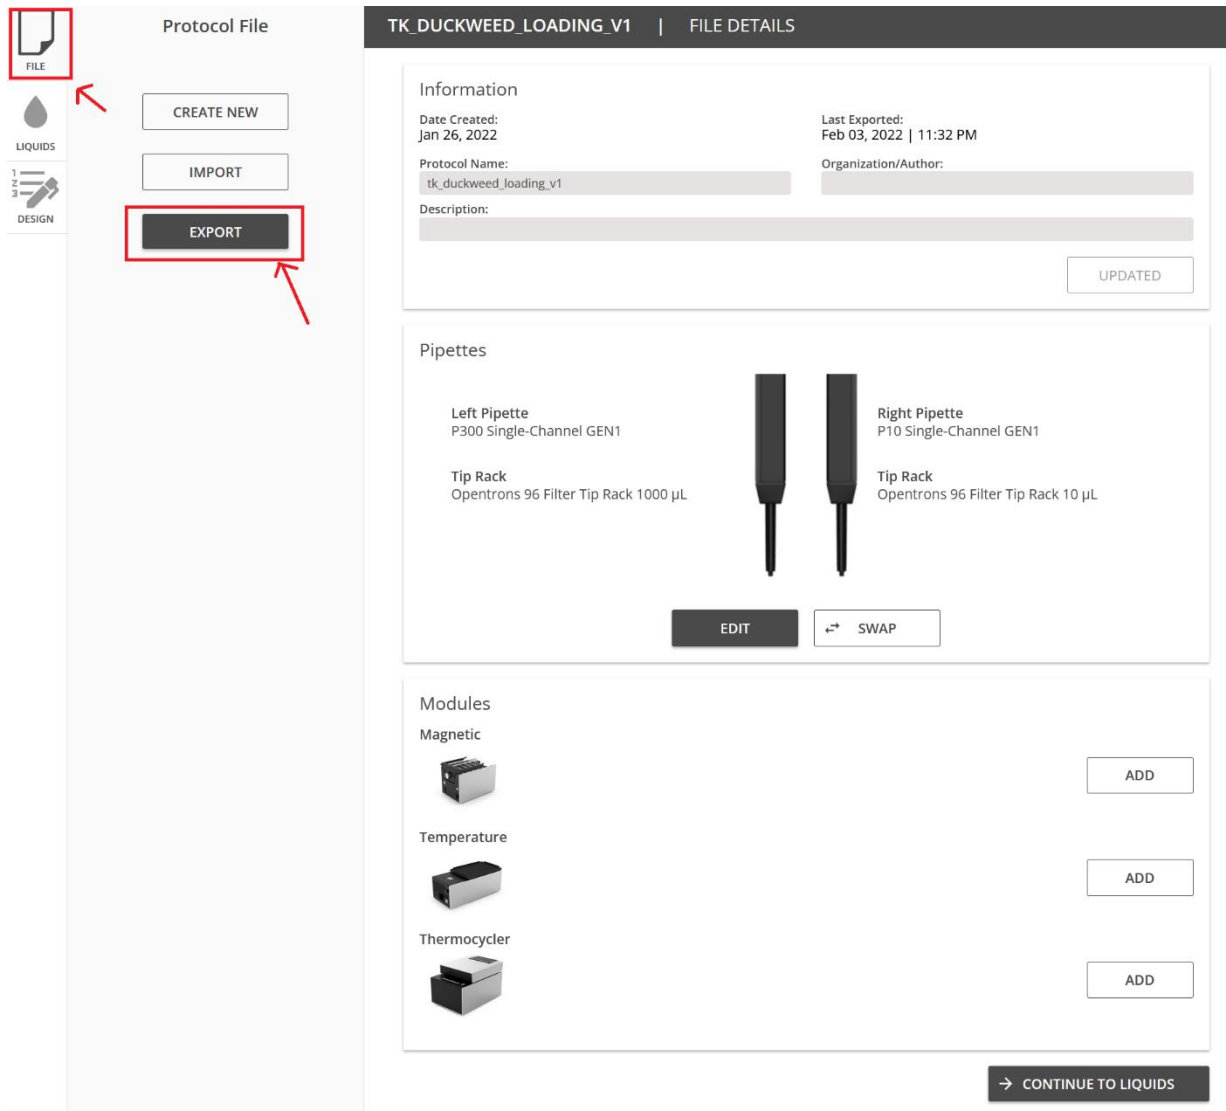 FILE
LIQUIDS
1
2
3
DESIGN
Protocol File
CREATE NEW
IMPORT
EXPORT
TK_DUCKWEED_LOADING_V1 | FILE DETAILS
Information
Date Created:
Jan 26, 2022
Last Exported:
Feb 03, 2022 | 11:32 PM
Protocol Name:
tk_duckweed_loading_v1
Organization/Author:
Description:
UPDATED
Pipettes
Left Pipette
P300 Single-Channel GEN1
Tip Rack
Opentrons 96 Filter Tip Rack 1000 µL
Right Pipette
P10 Single-Channel GEN1
Tip Rack
Opentrons 96 Filter Tip Rack 10 µL
EDIT
SWAP
Modules
Magnetic
ADD
Temperature
ADD
Thermocycler
ADD
CONTINUE TO LIQUIDS